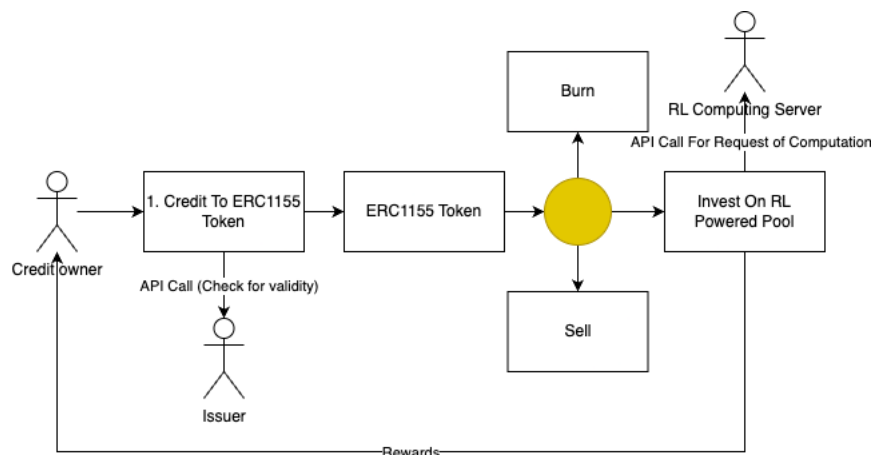 Burn
RL Computing Server
API Call For Request of Computation
1. Credit To ERC1155
Token
ERC1155 Token
Invest On RL
Powered Pool
Credit owner
API Call (Check for validity)
Sell
Issuer
Rewards